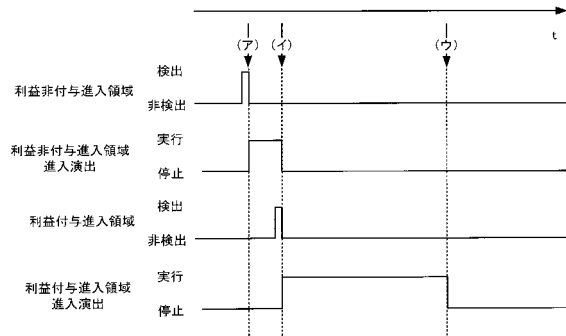 t
(ア) (イ) (ウ)
利益非付与進入領域
検出
非検出
利益非付与進入領域
進入演出
実行
停止
利益付与進入領域
検出
非検出
利益付与進入領域
進入演出
実行
停止